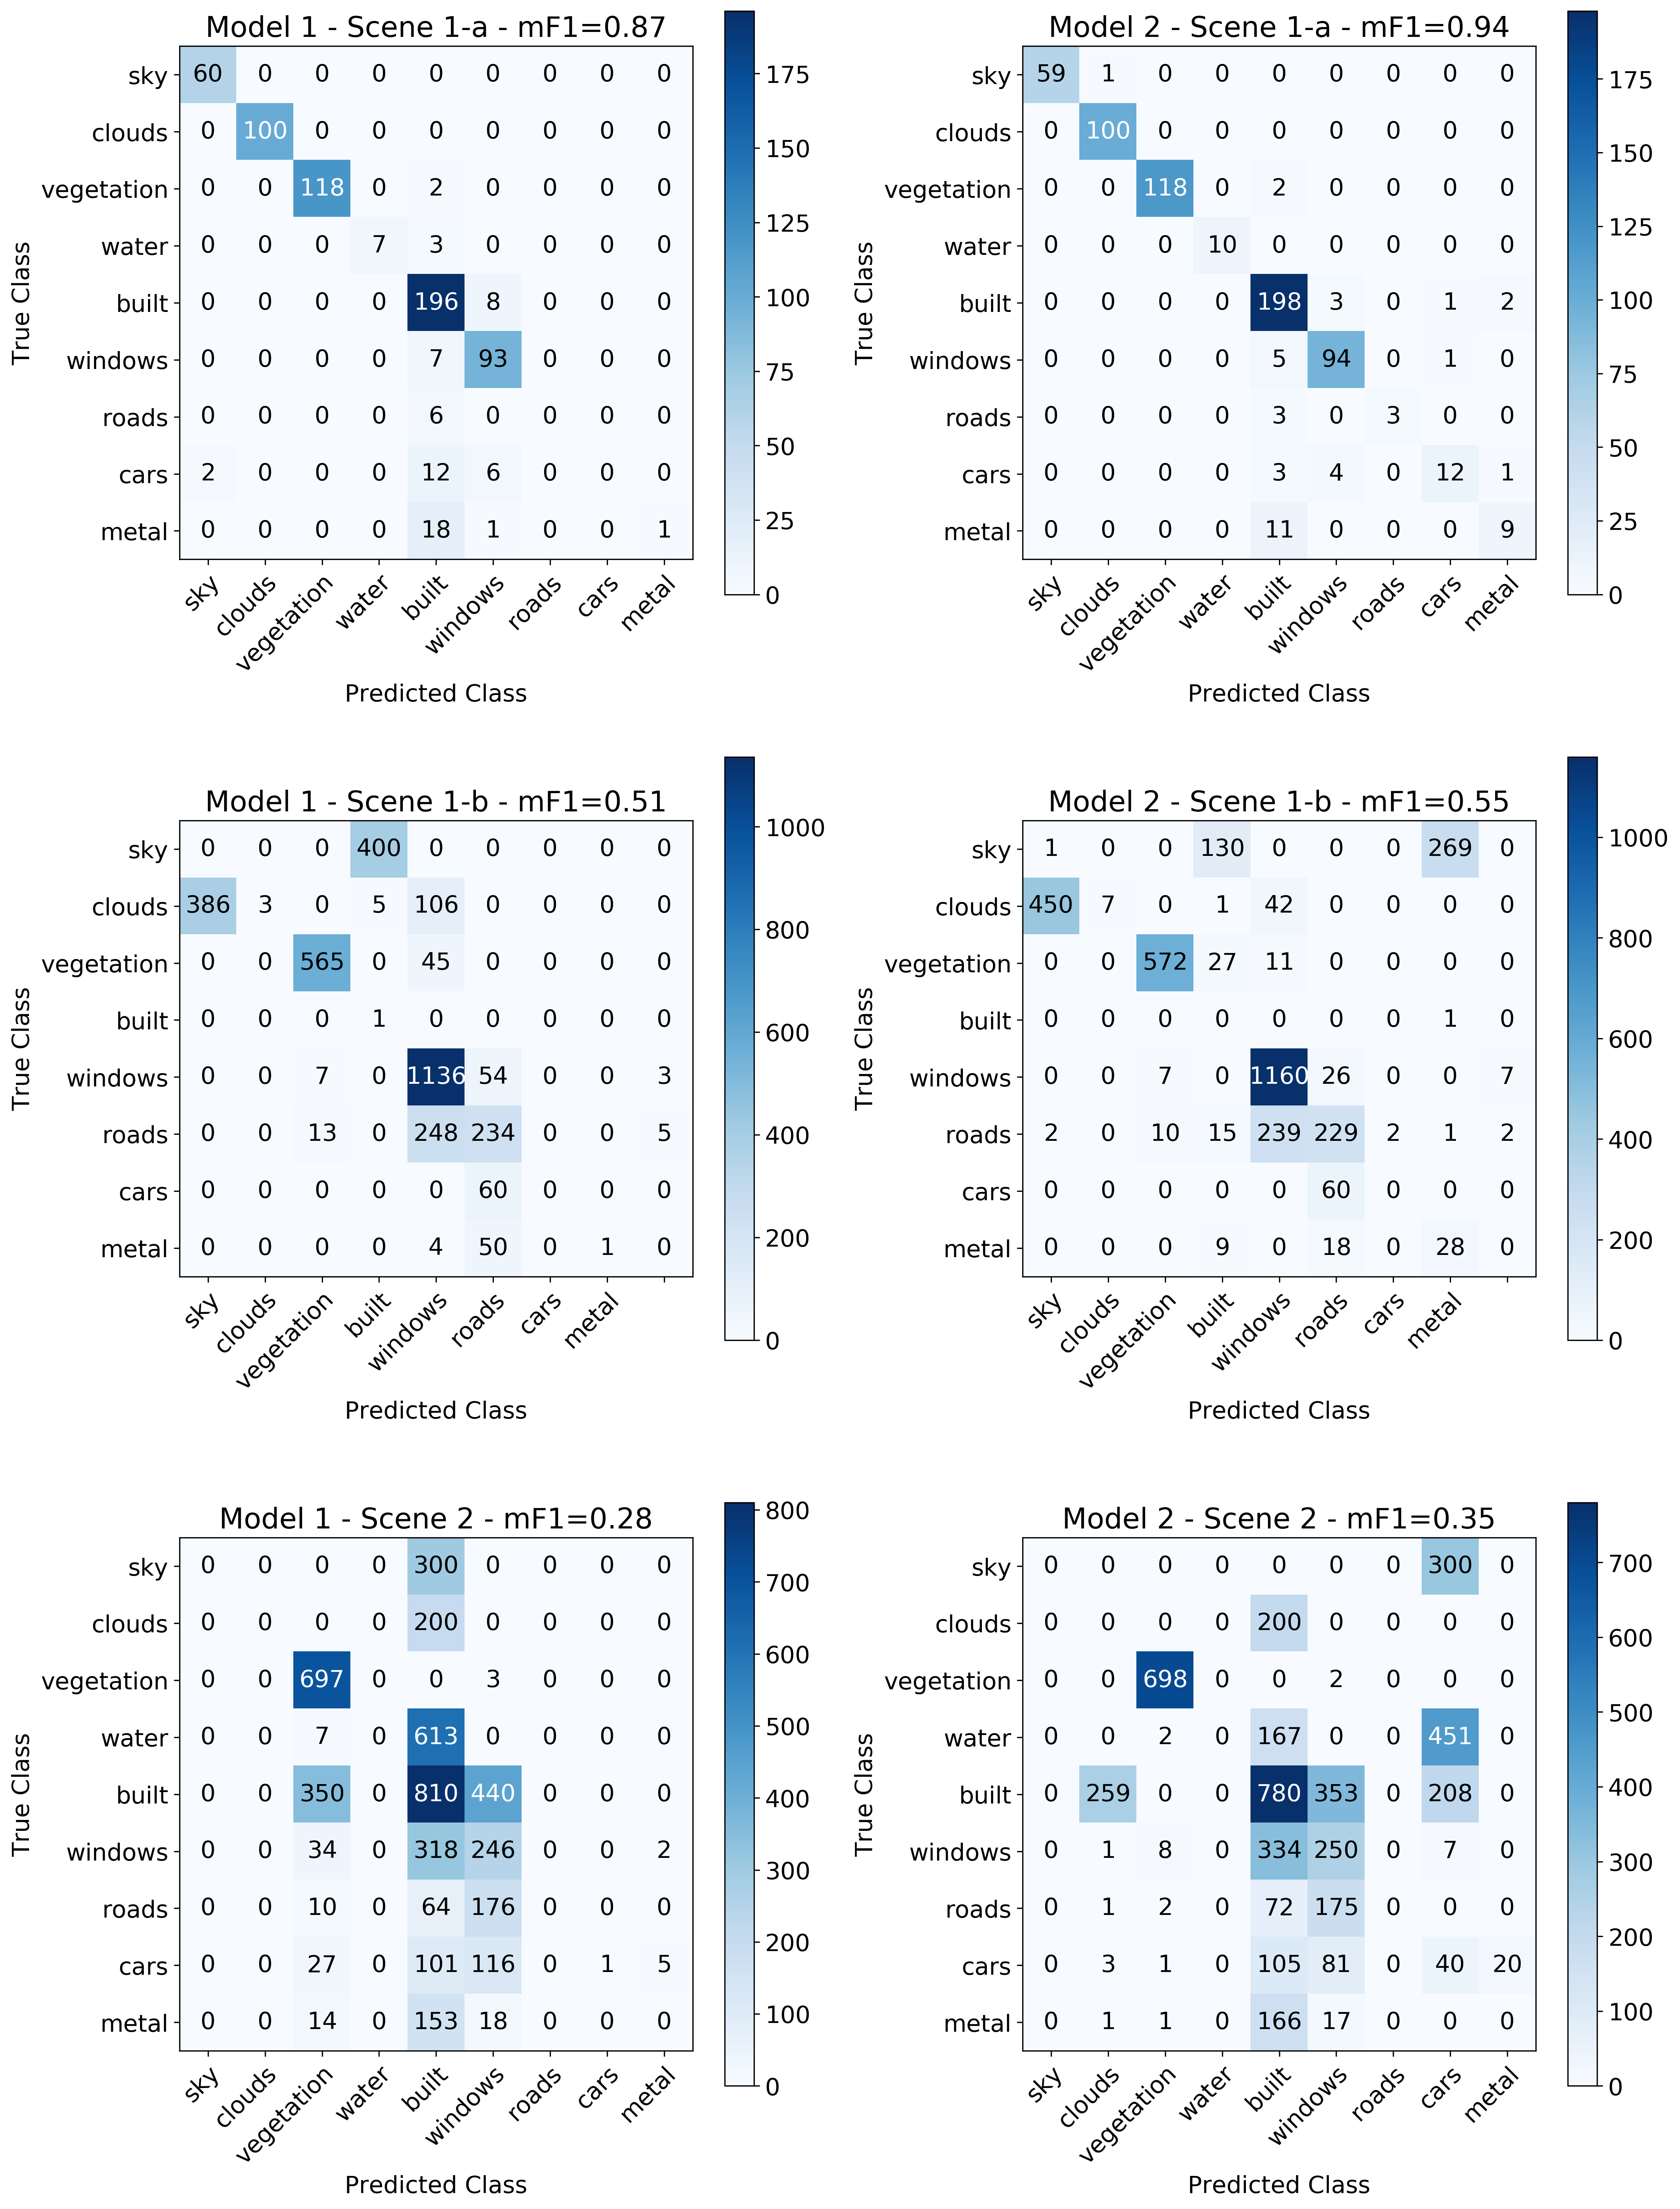 Model 1 - Scene 1-a - mF1=0.87
sky 60 0 0 0 0 0 0 0 0
clouds 0 100 0 0 0 0 0 0 0
vegetation 0 0 118 0 2 0 0 0 0
water 0 0 0 7 3 0 0 0 0
built 0 0 0 0 196 8 0 0 0
windows 0 0 0 0 7 93 0 0 0
roads 0 0 0 0 6 0 0 0 0
cars 2 0 0 0 12 6 0 0 0
metal 0 0 0 0 18 1 0 0 1
sky clouds vegetation water built windows roads cars metal
Predicted Class
True Class
175
150
125
100
75
50
25
0
Model 2 - Scene 1-a - mF1=0.94
sky 59 1 0 0 0 0 0 0 0
clouds 0 100 0 0 0 0 0 0 0
vegetation 0 0 118 0 2 0 0 0 0
water 0 0 0 10 0 0 0 0 0
built 0 0 0 0 198 3 0 1 2
windows 0 0 0 0 5 94 0 1 0
roads 0 0 0 0 3 0 3 0 0
cars 0 0 0 0 3 4 0 12 1
metal 0 0 0 0 11 0 0 0 9
sky clouds vegetation water built windows roads cars metal
Predicted Class
True Class
175
150
125
100
75
50
25
0
Model 1 - Scene 1-b - mF1=0.51
sky 0 0 0 400 0 0 0 0 0
clouds 386 3 0 5 106 0 0 0 0
vegetation 0 0 565 0 45 0 0 0 0
built 0 0 0 1 0 0 0 0 0
windows 0 0 7 0 1136 54 0 0 3
roads 0 0 13 0 248 234 0 0 5
cars 0 0 0 0 0 60 0 0 0
metal 0 0 0 0 4 50 0 1 0
sky clouds vegetation built windows roads cars metal
Predicted Class
True Class
1000
800
600
400
200
0
Model 2 - Scene 1-b - mF1=0.55
sky 1 0 0 130 0 0 0 269 0
clouds 450 7 0 1 42 0 0 0 0
vegetation 0 0 572 27 11 0 0 0 0
built 0 0 0 0 0 0 0 1 0
windows 0 0 7 0 1160 26 0 0 7
roads 2 0 10 15 239 229 2 1 2
cars 0 0 0 0 0 60 0 0 0
metal 0 0 0 9 0 18 0 28 0
sky clouds vegetation built windows roads cars metal
Predicted Class
True Class
1000
800
600
400
200
0
Model 1 - Scene 2 - mF1=0.28
sky 0 0 0 0 300 0 0 0 0
clouds 0 0 0 0 200 0 0 0 0
vegetation 0 0 697 0 0 3 0 0 0
water 0 0 7 0 613 0 0 0 0
built 0 0 350 0 810 440 0 0 0
windows 0 0 34 0 318 246 0 0 2
roads 0 0 10 0 64 176 0 0 0
cars 0 0 27 0 101 116 0 1 5
metal 0 0 14 0 153 18 0 0 0
sky clouds vegetation water built windows roads cars metal
Predicted Class
True Class
800
700
600
500
400
300
200
100
0
Model 2 - Scene 2 - mF1=0.35
sky 0 0 0 0 0 0 0 300 0
clouds 0 0 0 0 200 0 0 0 0
vegetation 0 0 698 0 0 2 0 0 0
water 0 0 2 0 167 0 0 451 0
built 0 259 0 0 780 353 0 208 0
windows 0 1 8 0 334 250 0 7 0
roads 0 1 2 0 72 175 0 0 0
cars 0 3 1 0 105 81 0 40 20
metal 0 1 1 0 166 17 0 0 0
sky clouds vegetation water built windows roads cars metal
Predicted Class
True Class
700
600
500
400
300
200
100
0